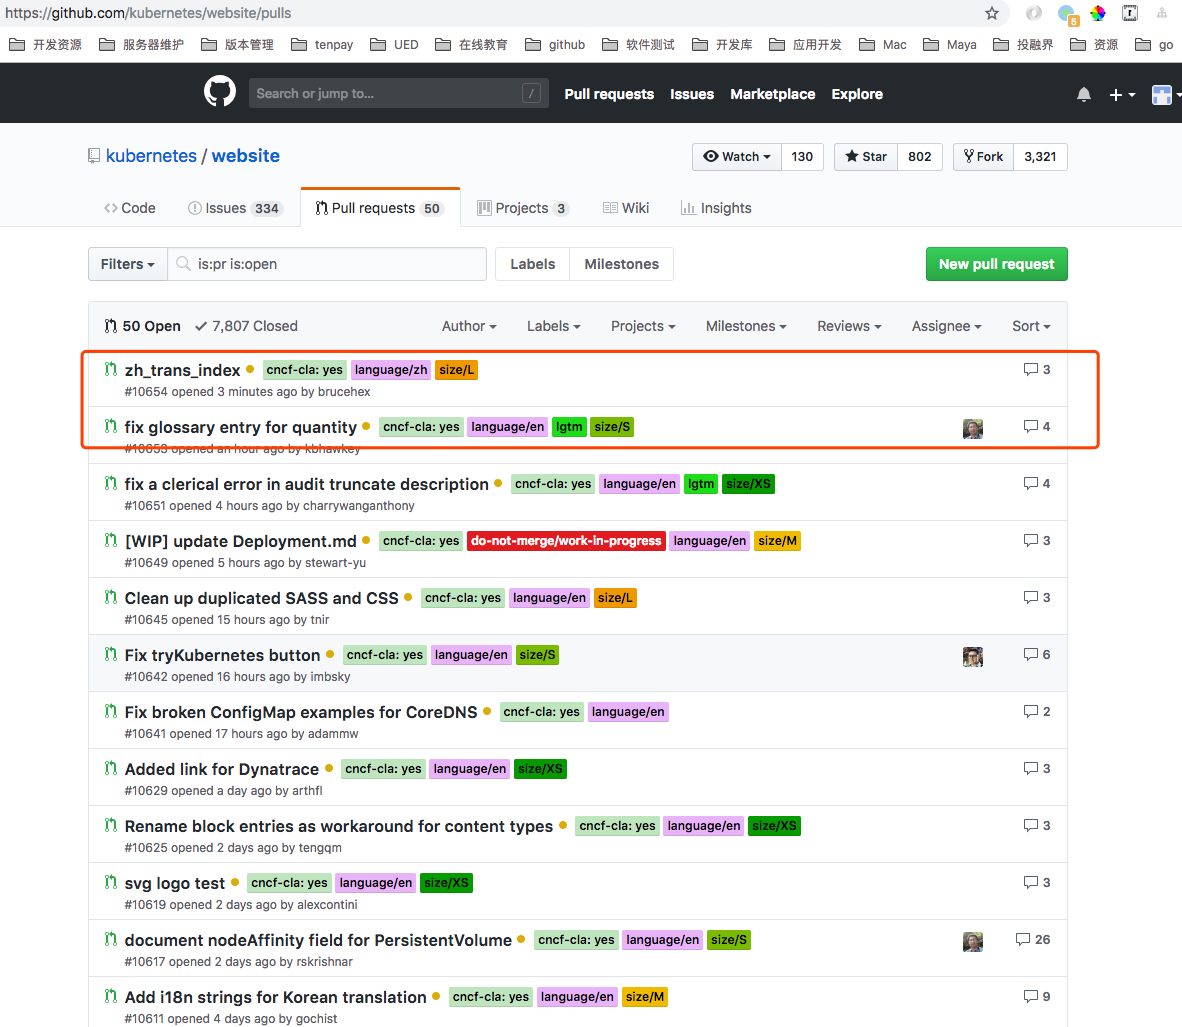 https://github.com/kubernetes/website/pulls
6
开发资源 服务器维护 版本管理 tenpay UED 在线教育 github 软件测试 开发库 应用开发 Mac Maya 投融界 资源 go
Search or jump to... / Pull requests Issues Marketplace Explore
kubernetes / website Watch 130 Star 802 Fork 3,321
Code Issues 334 Pull requests 50 Projects 3 Wiki Insights
Filters is:pr is:open Labels Milestones New pull request
50 Open 7,807 Closed Author Labels Projects Milestones Reviews Assignee Sort
zh_trans_index cncf-cla: yes language/zh size/L 3
#10654 opened 3 minutes ago by brucehex
fix glossary entry for quantity cncf-cla: yes language/en lgtm size/S 4
#10653 opened an hour ago by kbhawkey
fix a clerical error in audit truncate description cncf-cla: yes language/en lgtm size/XS 4
#10651 opened 4 hours ago by charrywanganthony
[WIP] update Deployment.md cncf-cla: yes do-not-merge/work-in-progress language/en size/M 3
#10649 opened 5 hours ago by stewart-yu
Clean up duplicated SASS and CSS cncf-cla: yes language/en size/L 3
#10645 opened 15 hours ago by tnir
Fix tryKubernetes button cncf-cla: yes language/en size/S 6
#10642 opened 16 hours ago by imbsky
Fix broken ConfigMap examples for CoreDNS cncf-cla: yes language/en 2
#10641 opened 17 hours ago by adammw
Added link for Dynatrace cncf-cla: yes language/en size/XS 3
#10629 opened a day ago by arthfl
Rename block entries as workaround for content types cncf-cla: yes language/en size/XS 3
#10625 opened 2 days ago by tengqm
svg logo test cncf-cla: yes language/en size/XS 3
#10619 opened 2 days ago by alexcontini
document nodeAffinity field for PersistentVolume cncf-cla: yes language/en size/S 26
#10617 opened 2 days ago by rskrishnar
Add i18n strings for Korean translation cncf-cla: yes language/en size/M 9
#10611 opened 4 days ago by gochist